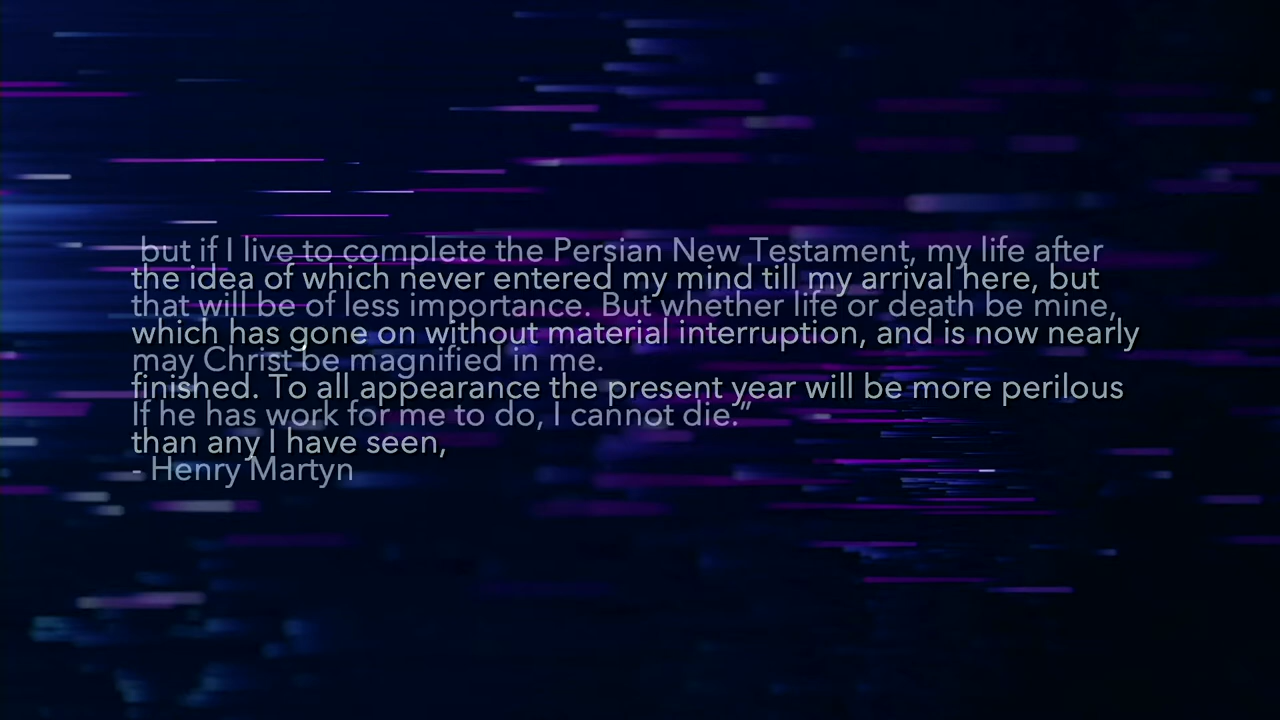 but if I live to complete the Persian New Testament, my life after
the idea of which never entered my mind till my arrival here, but
that will be of less importance. But whether life or death be mine,
which has gone on without material interruption, and is now nearly
may Christ be magnified in me.
finished. To all appearance the present year will be more perilous
If he has work for me to do, I cannot die.”
than any I have seen,
- Henry Martyn